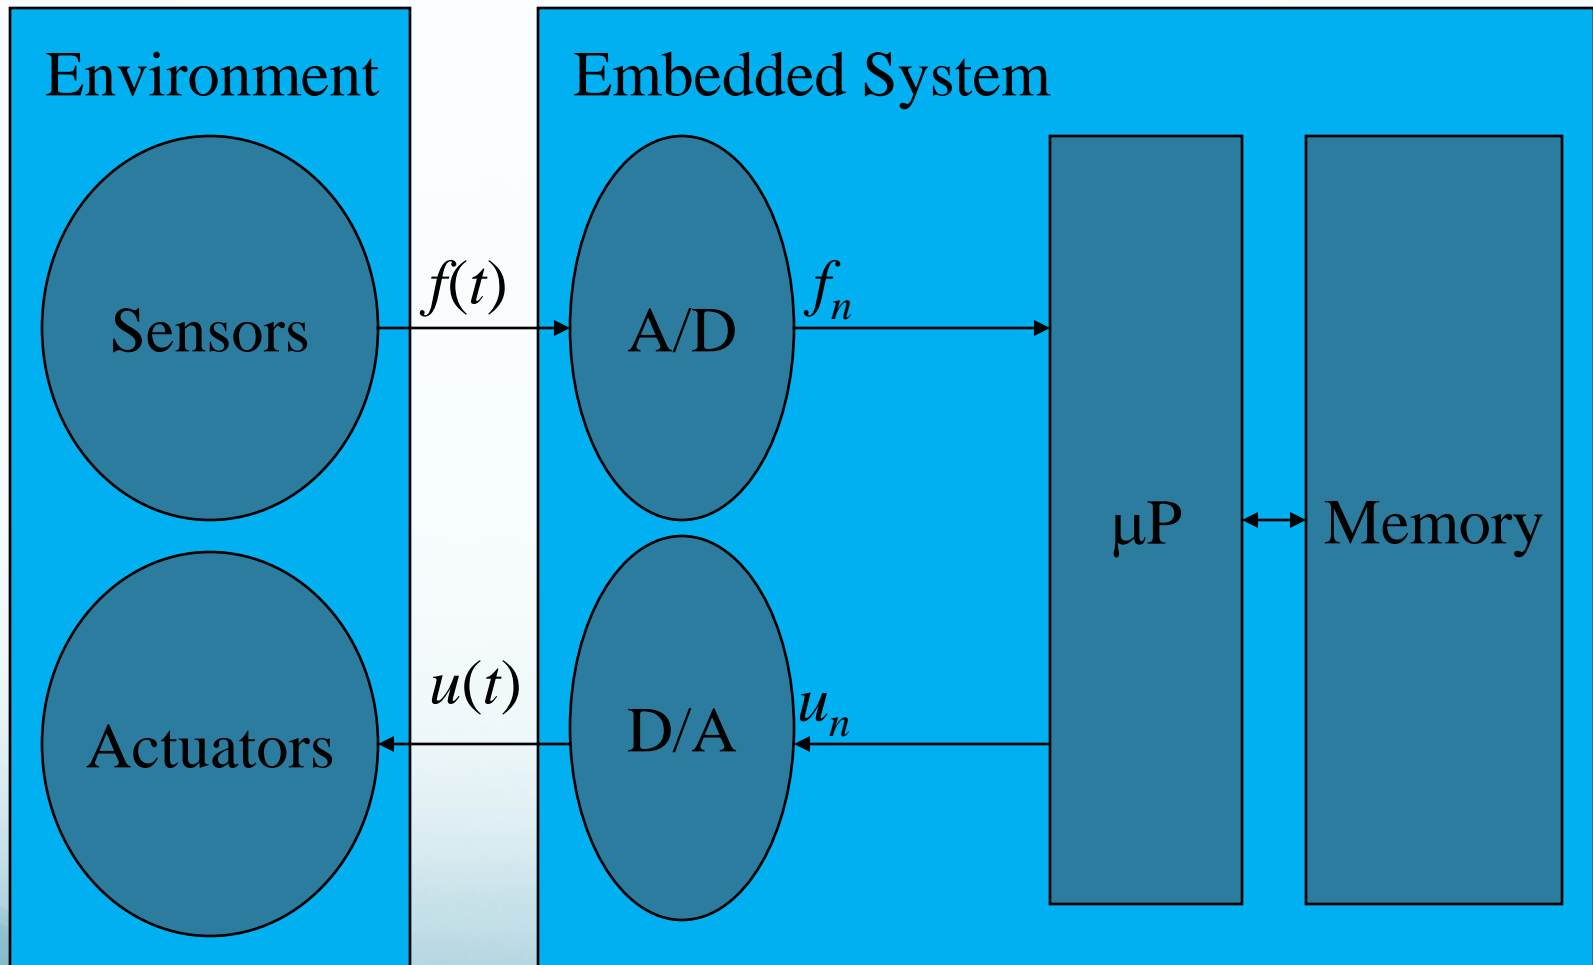 Environment
Embedded System
Sensors
f(t)
A/D
fₙ
μP
Memory
Actuators
u(t)
D/A
uₙ